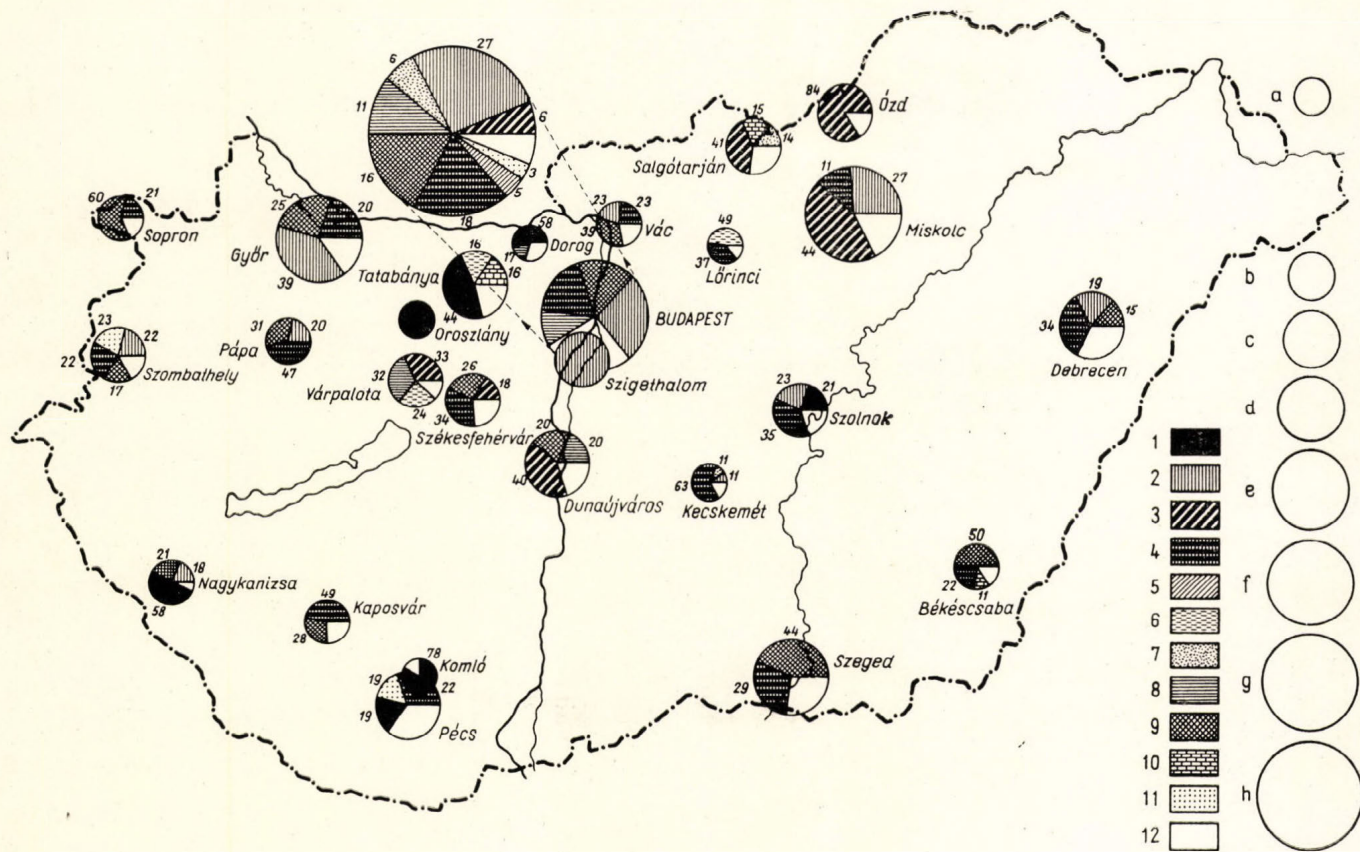 27
6
11
6
16
3
5
18
84
Ózd
a
15
41
14
Salgótarján
11
27
Miskolc
44
60
21
Sopron
25
20
Győr
39
23
23
39
Vác
58
Dorog
17
49
37
Lőrinci
b
16
Tatabánya
16
44
Oroszlány
BUDAPEST
Szigethalom
19
15
34
Debrecen
c
31
20
Pápa
47
23
22
22
Szombathely
17
33
32
Várpalota
24
26
18
34
Székesfehérvár
23
21
Szolnok
35
d
20
20
40
Dunaújváros
11
11
63
Kecskemét
e
50
22
11
Békéscsaba
21
18
Nagykanizsa
58
49
Kaposvár
28
78
Komló
19
22
19
Pécs
44
Szeged
29
f
g
h
1
2
3
4
5
6
7
8
9
10
11
12